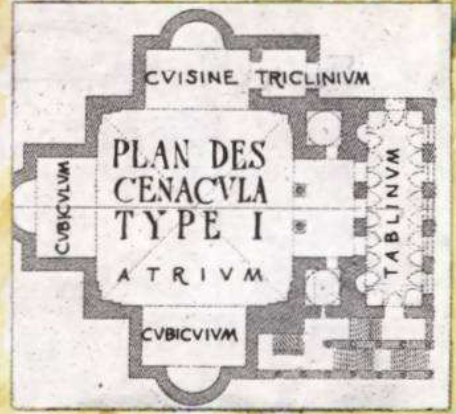 CVISINE TRICLINIVM
PLAN DES
CENACVLA
TYPE I
ATRIVM
CVBICVLVM
TABLINVM
CVBICVIVM